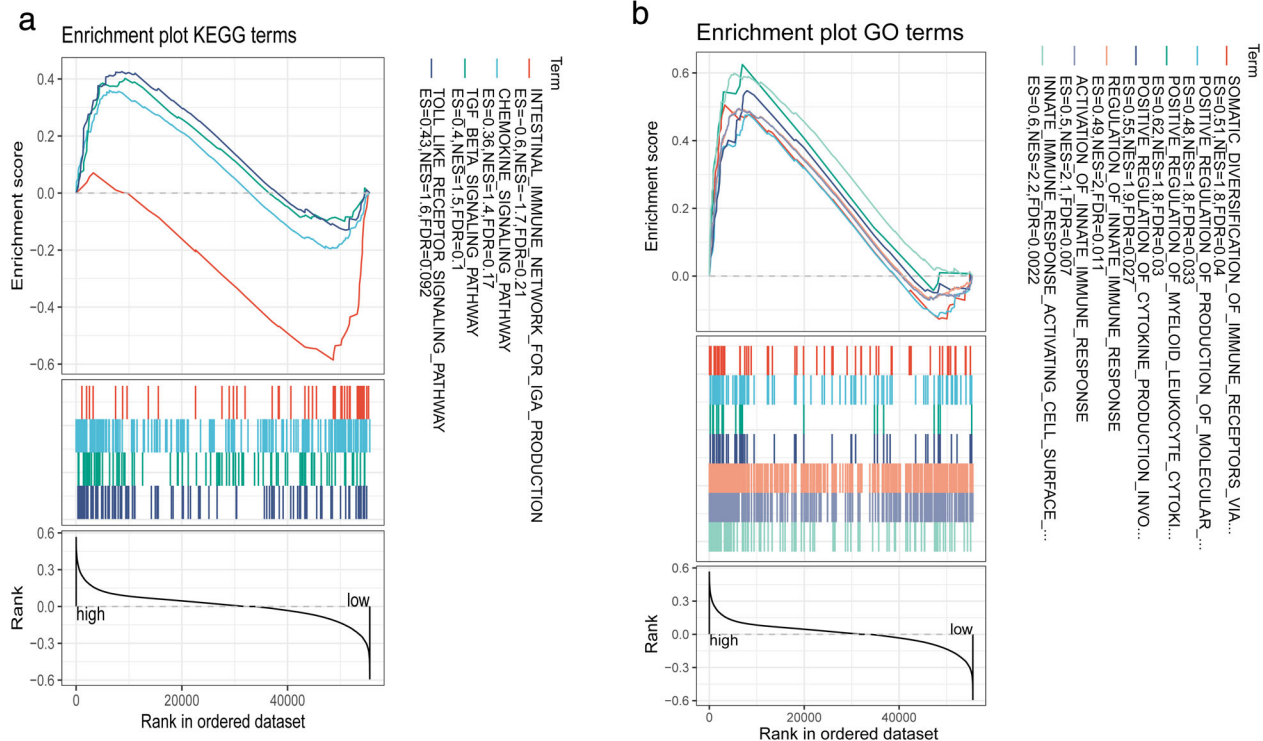 a
Enrichment plot KEGG terms
Enrichment score
0.4
0.2
0.0
−0.2
−0.4
−0.6
Rank
0.6
0.3
0.0
−0.3
−0.6
high
low
0
20000
40000
Rank in ordered dataset
INTESTINAL_IMMUNE_NETWORK_FOR_IGA_PRODUCTION
ES=−0.6,NES=−1.7,FDR=0.21
CHEMOKINE_SIGNALING_PATHWAY
ES=0.36,NES=1.4,FDR=0.17
TGF_BETA_SIGNALING_PATHWAY
ES=0.4,NES=1.5,FDR=0.1
TOLL_LIKE_RECEPTOR_SIGNALING_PATHWAY
ES=0.43,NES=1.6,FDR=0.092
Term
b
Enrichment plot GO terms
Enrichment score
0.6
0.4
0.2
0.0
Rank
0.6
0.3
0.0
−0.3
−0.6
high
low
0
20000
40000
Rank in ordered dataset
Term
SOMATIC_DIVERSIFICATION_OF_IMMUNE_RECEPTORS_VIA...
ES=0.51,NES=1.8,FDR=0.04
POSITIVE_REGULATION_OF_PRODUCTION_OF_MOLECULAR_...
ES=0.48,NES=1.8,FDR=0.033
POSITIVE_REGULATION_OF_MYELOID_LEUKOCYTE_CYTOKI...
ES=0.62,NES=1.8,FDR=0.03
POSITIVE_REGULATION_OF_CYTOKINE_PRODUCTION_INVO...
ES=0.55,NES=1.9,FDR=0.027
REGULATION_OF_INNATE_IMMUNE_RESPONSE
ES=0.49,NES=2,FDR=0.011
ACTIVATION_OF_INNATE_IMMUNE_RESPONSE
ES=0.5,NES=2.1,FDR=0.007
INNATE_IMMUNE_RESPONSE_ACTIVATING_CELL_SURFACE_...
ES=0.6,NES=2.2,FDR=0.0022